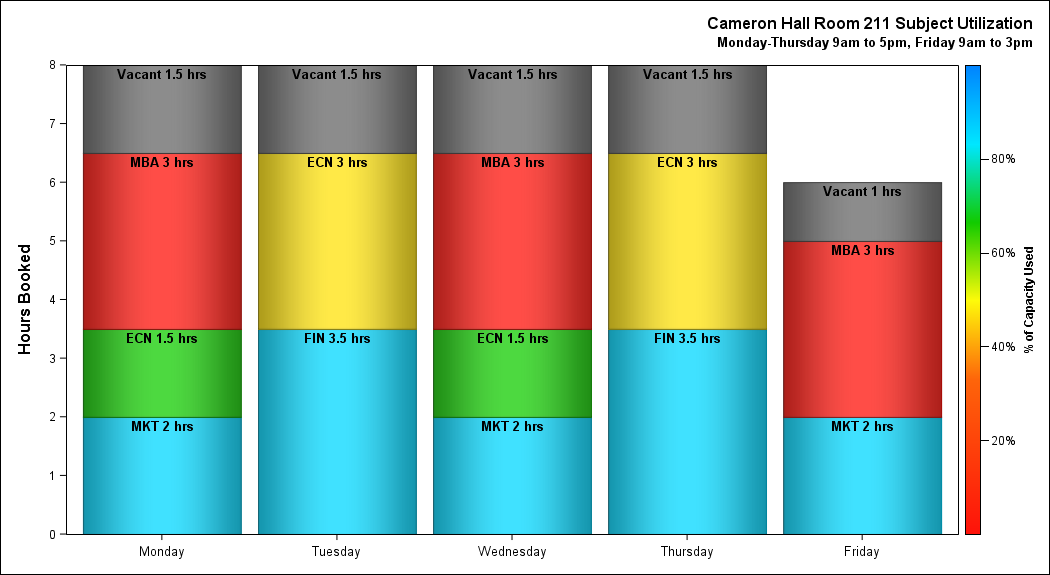 Cameron Hall Room 211 Subject Utilization
Monday-Thursday 9am to 5pm, Friday 9am to 3pm
Hours Booked
8
7
6
5
4
3
2
1
0
Vacant 1.5 hrs
MBA 3 hrs
ECN 1.5 hrs
MKT 2 hrs
Monday
Vacant 1.5 hrs
ECN 3 hrs
FIN 3.5 hrs
Tuesday
Vacant 1.5 hrs
MBA 3 hrs
ECN 1.5 hrs
MKT 2 hrs
Wednesday
Vacant 1.5 hrs
ECN 3 hrs
FIN 3.5 hrs
Thursday
Vacant 1 hrs
MBA 3 hrs
MKT 2 hrs
Friday
80%
60%
40%
20%
% of Capacity Used